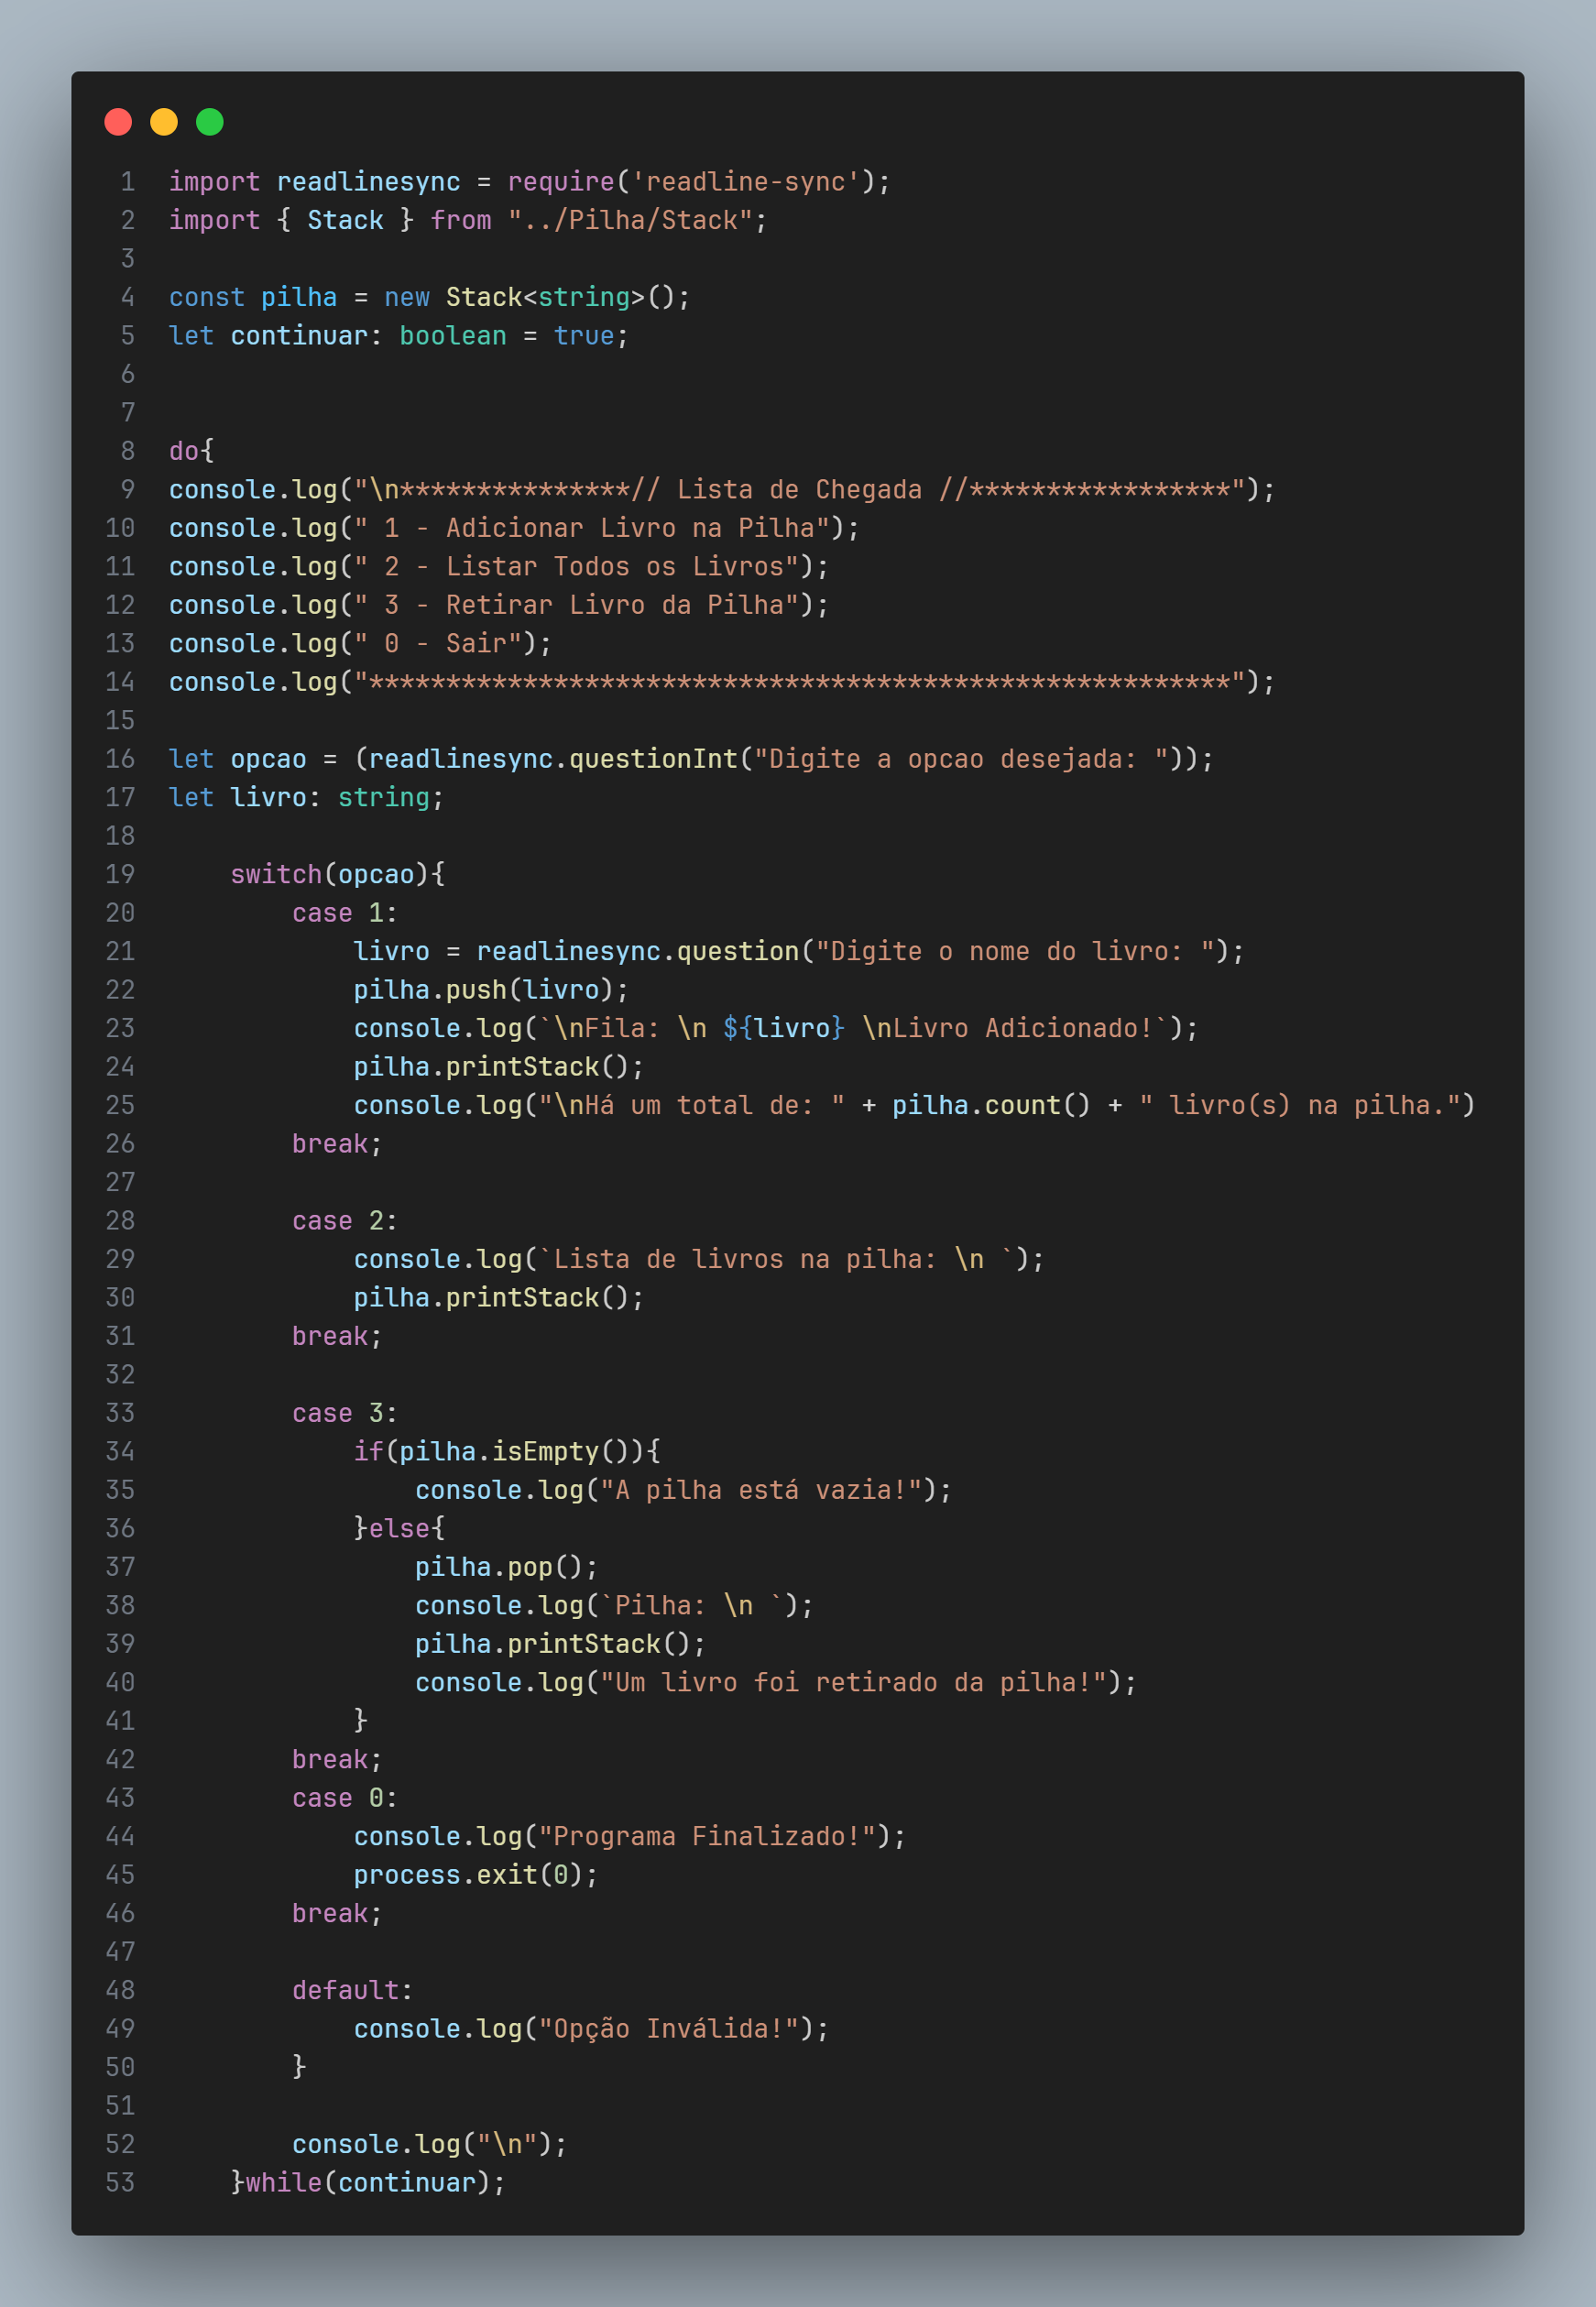 1 import readlinesync = require('readline-sync');
2 import { Stack } from "../Pilha/Stack";
3
4 const pilha = new Stack<string>();
5 let continuar: boolean = true;
6
7
8 do{
9 console.log("\n***************// Lista de Chegada //*****************");
10 console.log(" 1 - Adicionar Livro na Pilha");
11 console.log(" 2 - Listar Todos os Livros");
12 console.log(" 3 - Retirar Livro da Pilha");
13 console.log(" 0 - Sair");
14 console.log("********************************************************");
15
16 let opcao = (readlinesync.questionInt("Digite a opcao desejada: "));
17 let livro: string;
18
19     switch(opcao){
20         case 1:
21             livro = readlinesync.question("Digite o nome do livro: ");
22             pilha.push(livro);
23             console.log(`\nFila: \n ${livro} \nLivro Adicionado!`);
24             pilha.printStack();
25             console.log("\nHá um total de: " + pilha.count() + " livro(s) na pilha.")
26         break;
27
28         case 2:
29             console.log(`Lista de livros na pilha: \n `);
30             pilha.printStack();
31         break;
32
33         case 3:
34             if(pilha.isEmpty()){
35                 console.log("A pilha está vazia!");
36             }else{
37                 pilha.pop();
38                 console.log(`Pilha: \n `);
39                 pilha.printStack();
40                 console.log("Um livro foi retirado da pilha!");
41             }
42         break;
43         case 0:
44             console.log("Programa Finalizado!");
45             process.exit(0);
46         break;
47
48         default:
49             console.log("Opção Inválida!");
50         }
51
52         console.log("\n");
53     }while(continuar);